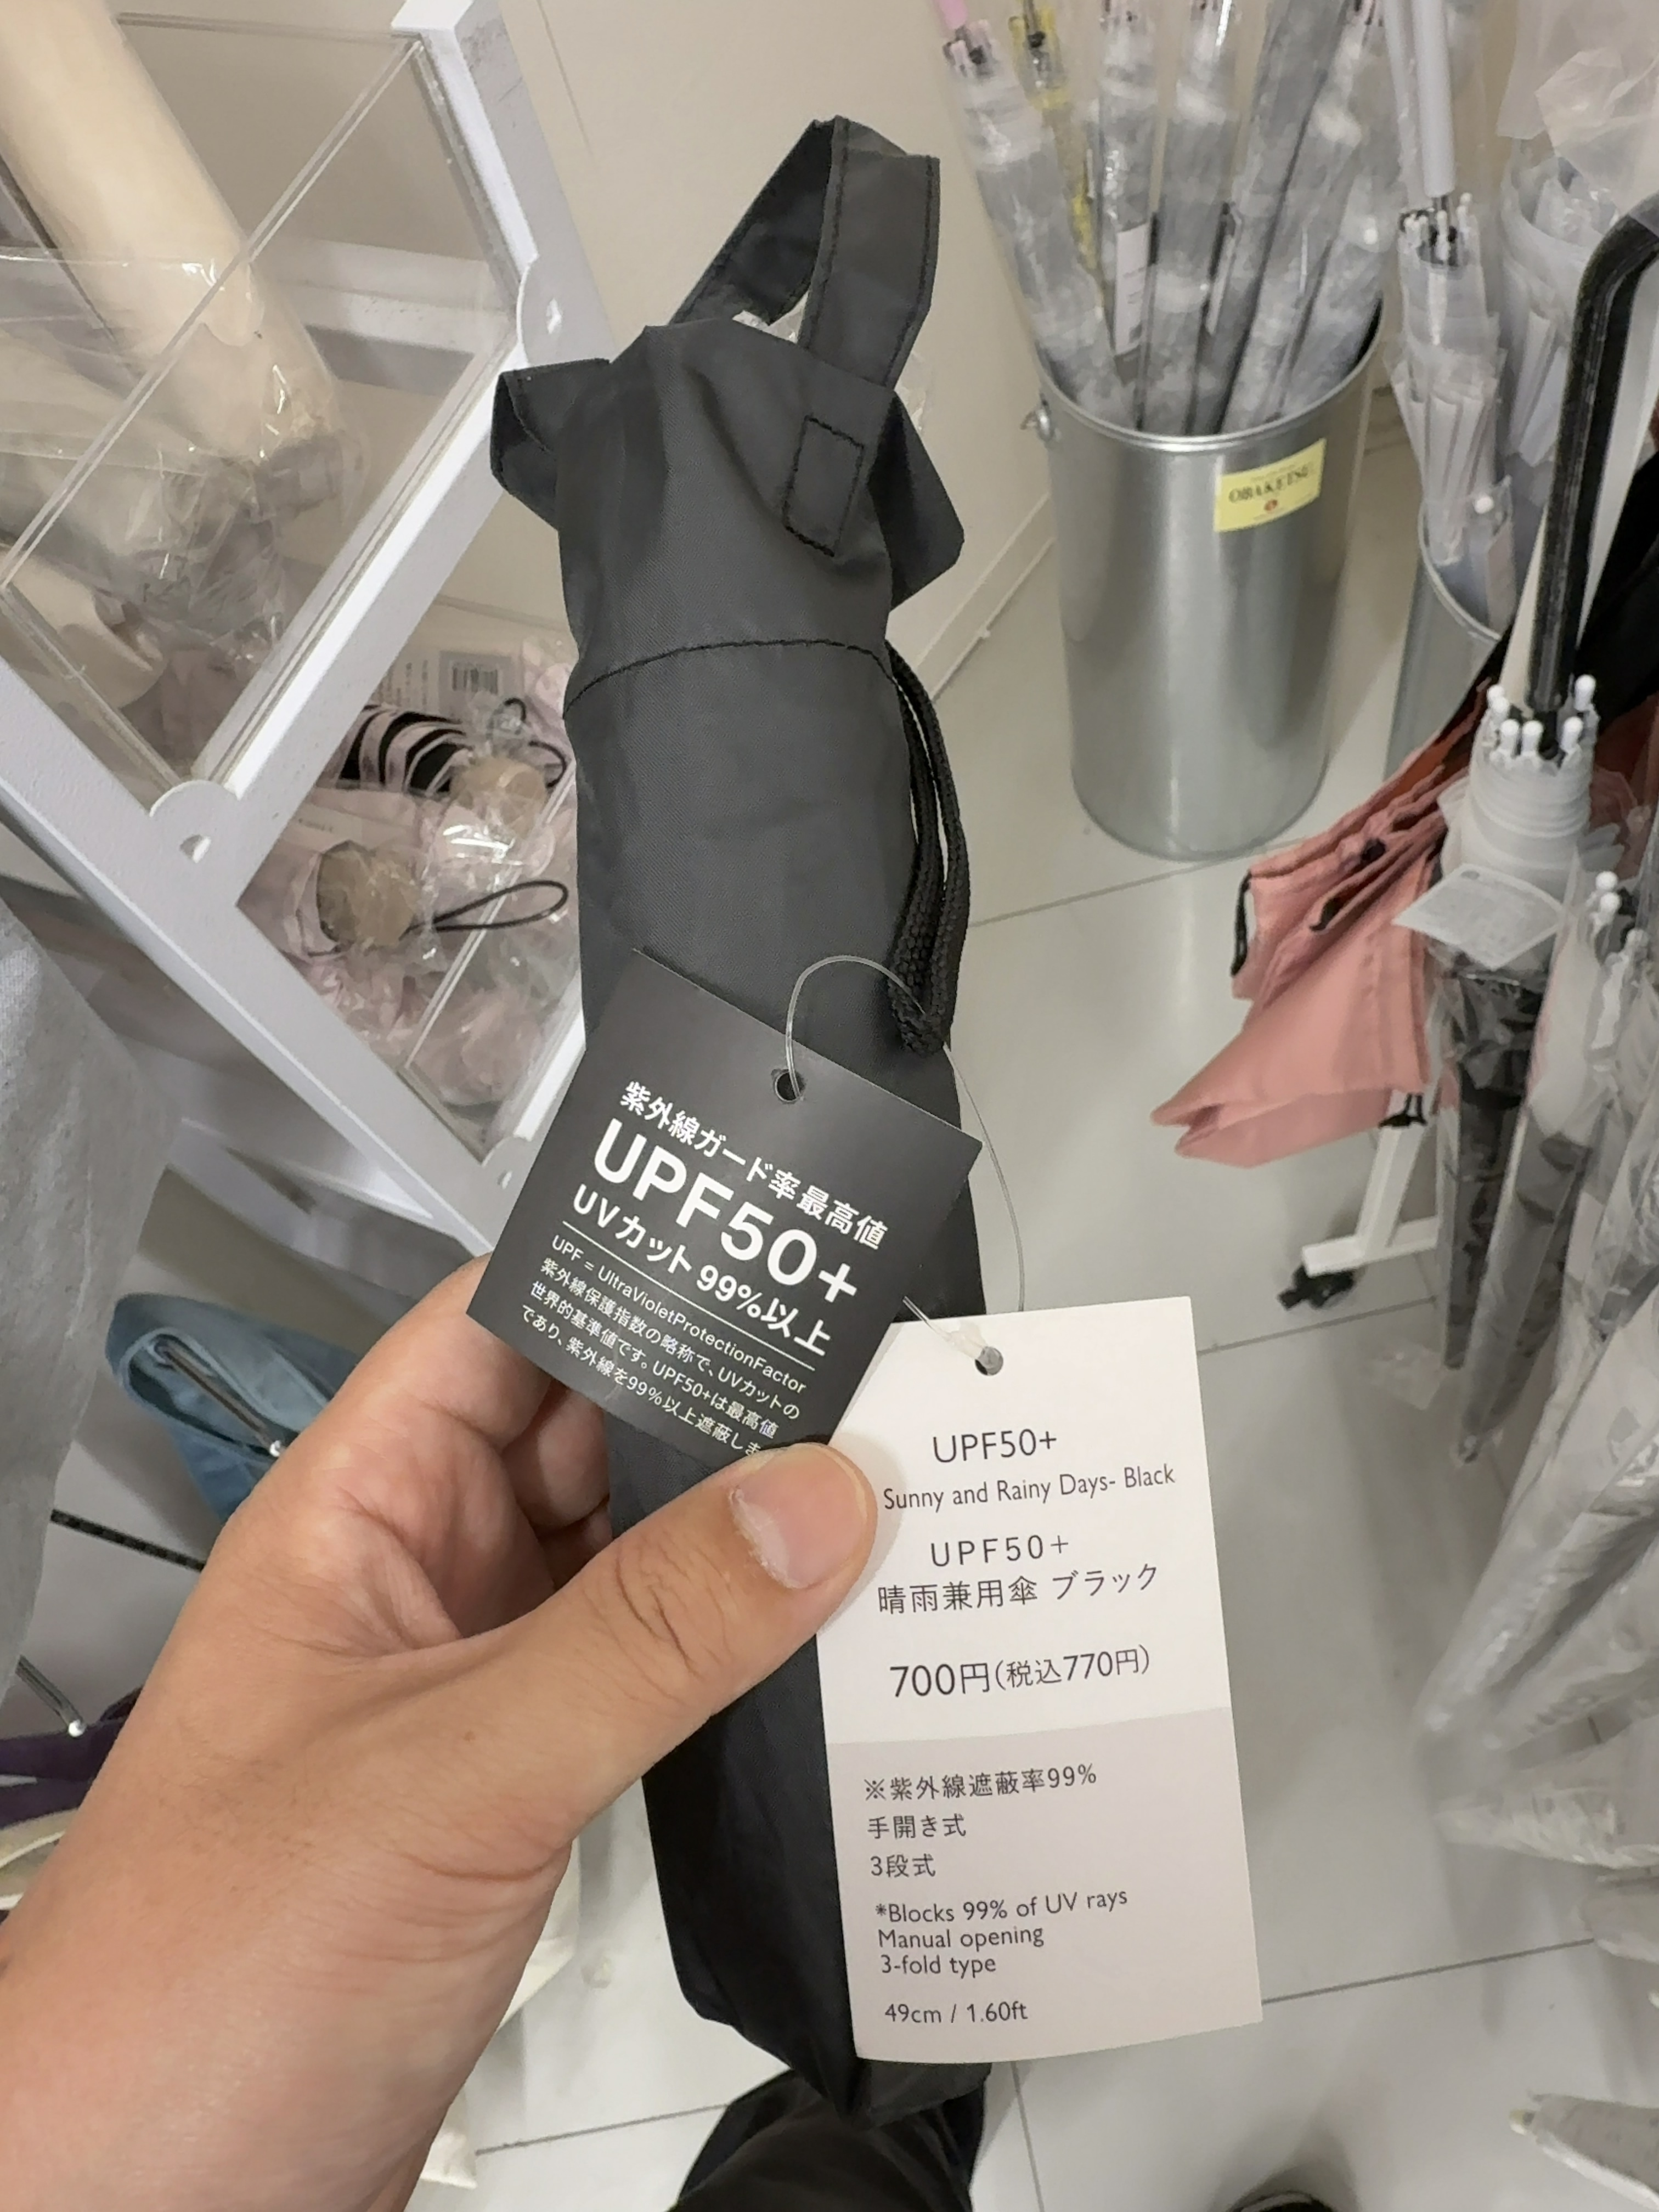 OBAKETSU
紫外線ガード率最高値
UPF50+
UVカット99%以上
UPF = UltraVioletProtectionFactor
紫外線保護指数の略称で、UVカットの
世界的基準値です。UPF50+は最高値
であり、紫外線を99%以上遮蔽しま
UPF50+
Sunny and Rainy Days- Black
UPF50+
晴雨兼用傘 ブラック
700円(税込770円)
※紫外線遮蔽率99%
手開き式
3段式
*Blocks 99% of UV rays
Manual opening
3-fold type
49cm / 1.60ft